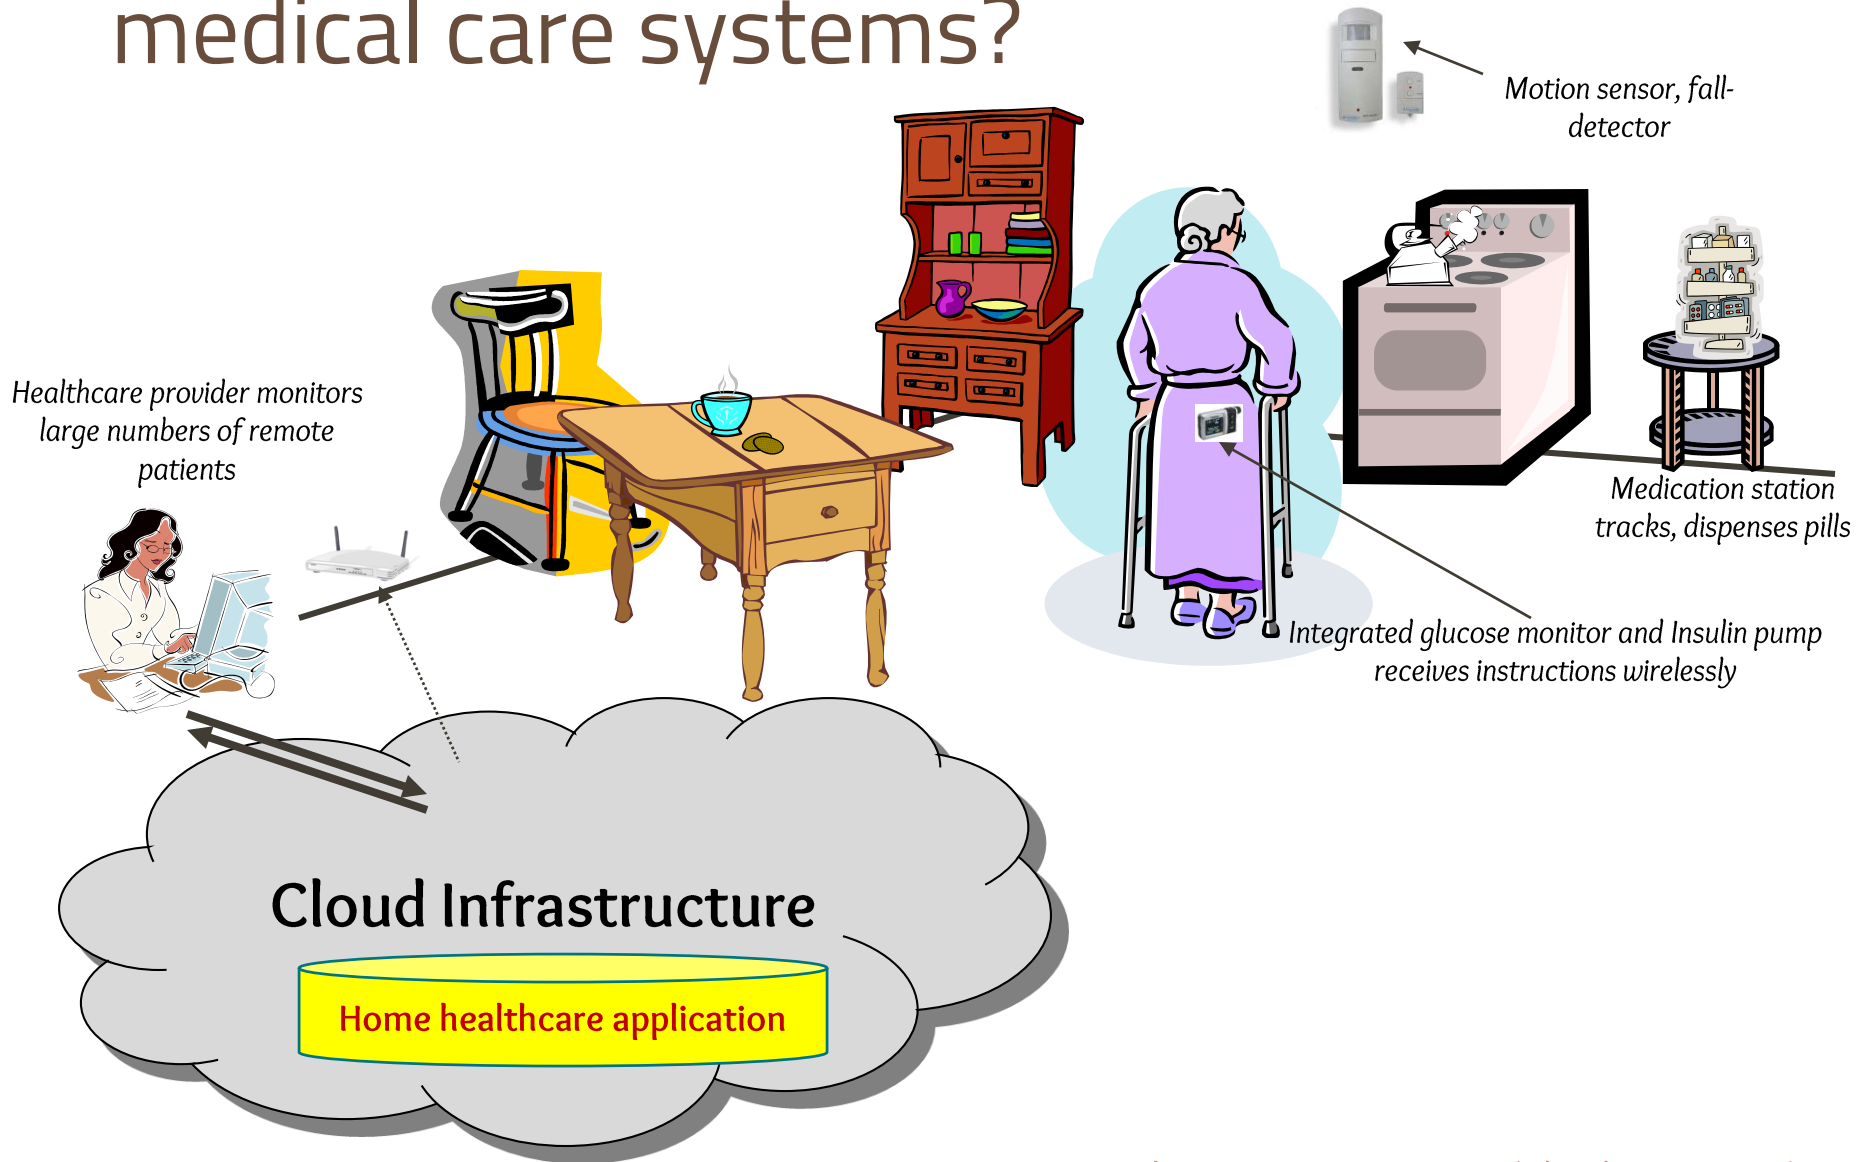 medical care systems?
Motion sensor, fall-
detector
Healthcare provider monitors
large numbers of remote
patients
Medication station
tracks, dispenses pills
Integrated glucose monitor and Insulin pump
receives instructions wirelessly
Cloud Infrastructure
Home healthcare application